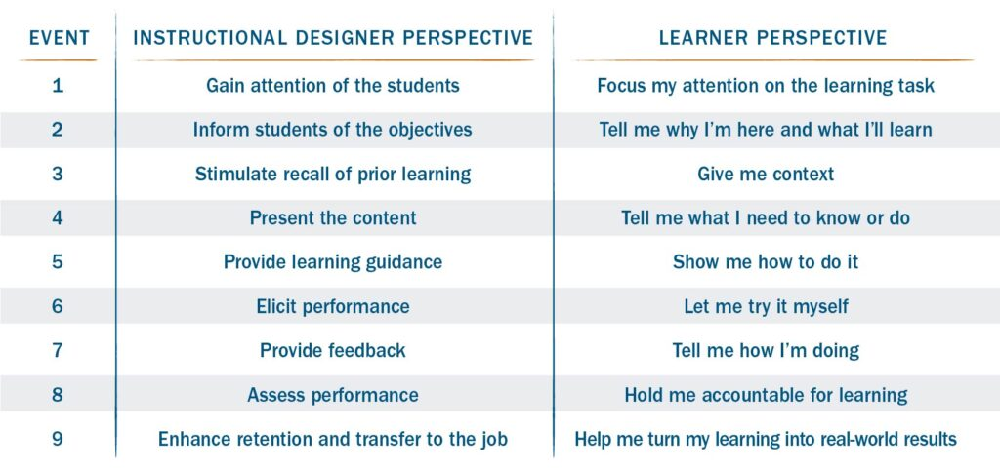 EVENT INSTRUCTIONAL DESIGNER PERSPECTIVE LEARNER PERSPECTIVE
1 Gain attention of the students Focus my attention on the learning task
2 Inform students of the objectives Tell me why I’m here and what I’ll learn
3 Stimulate recall of prior learning Give me context
4 Present the content Tell me what I need to know or do
5 Provide learning guidance Show me how to do it
6 Elicit performance Let me try it myself
7 Provide feedback Tell me how I’m doing
8 Assess performance Hold me accountable for learning
9 Enhance retention and transfer to the job Help me turn my learning into real-world results